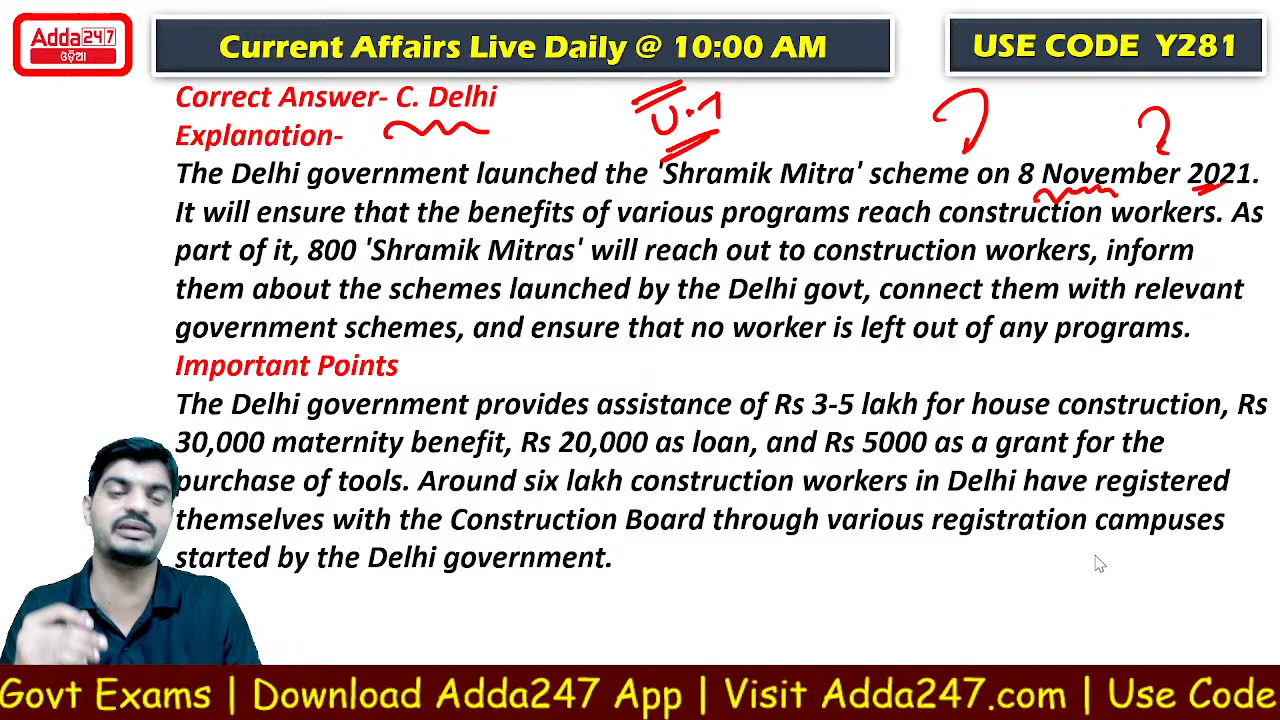 Adda247
ଓଡ଼ିଆ
Current Affairs Live Daily @ 10:00 AM
USE CODE Y281
Correct Answer- C. Delhi
U.T
Explanation-
The Delhi government launched the 'Shramik Mitra' scheme on 8 November 2021.
It will ensure that the benefits of various programs reach construction workers. As
part of it, 800 'Shramik Mitras' will reach out to construction workers, inform
them about the schemes launched by the Delhi govt, connect them with relevant
government schemes, and ensure that no worker is left out of any programs.
Important Points
The Delhi government provides assistance of Rs 3-5 lakh for house construction, Rs
30,000 maternity benefit, Rs 20,000 as loan, and Rs 5000 as a grant for the
purchase of tools. Around six lakh construction workers in Delhi have registered
themselves with the Construction Board through various registration campuses
started by the Delhi government.
Govt Exams | Download Adda247 App | Visit Adda247.com | Use Code